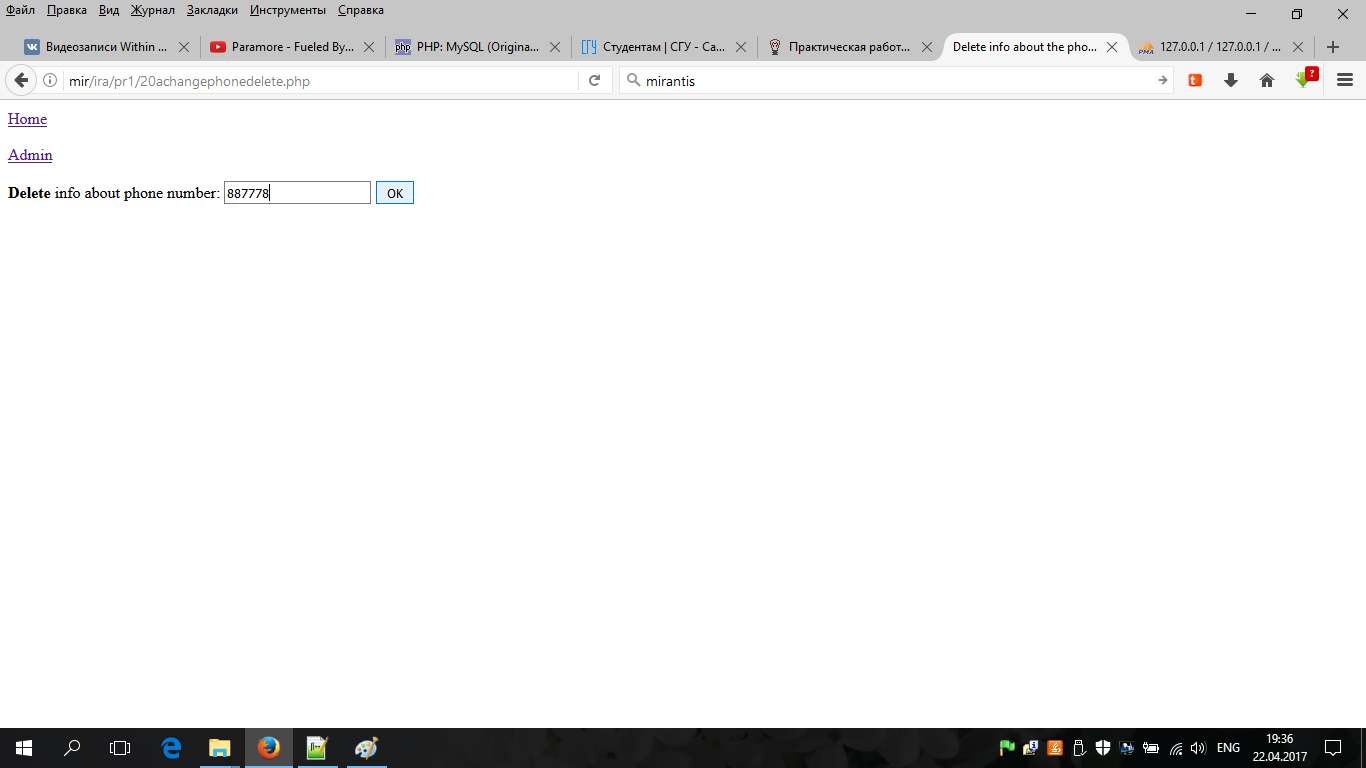 Файл Правка Вид Журнал Закладки Инструменты Справка
Видеозаписи Within ... Paramore - Fueled By... php PHP: MySQL (Origina... Студентам | СГУ - Са... Практическая работ... Delete info about the pho... PMA 127.0.0.1 / 127.0.0.1 / ...
mir/ira/pr1/20achangephonedelete.php mirantis t ?
Home
Admin
Delete info about phone number: 887778 OK
ENG 19:36
22.04.2017